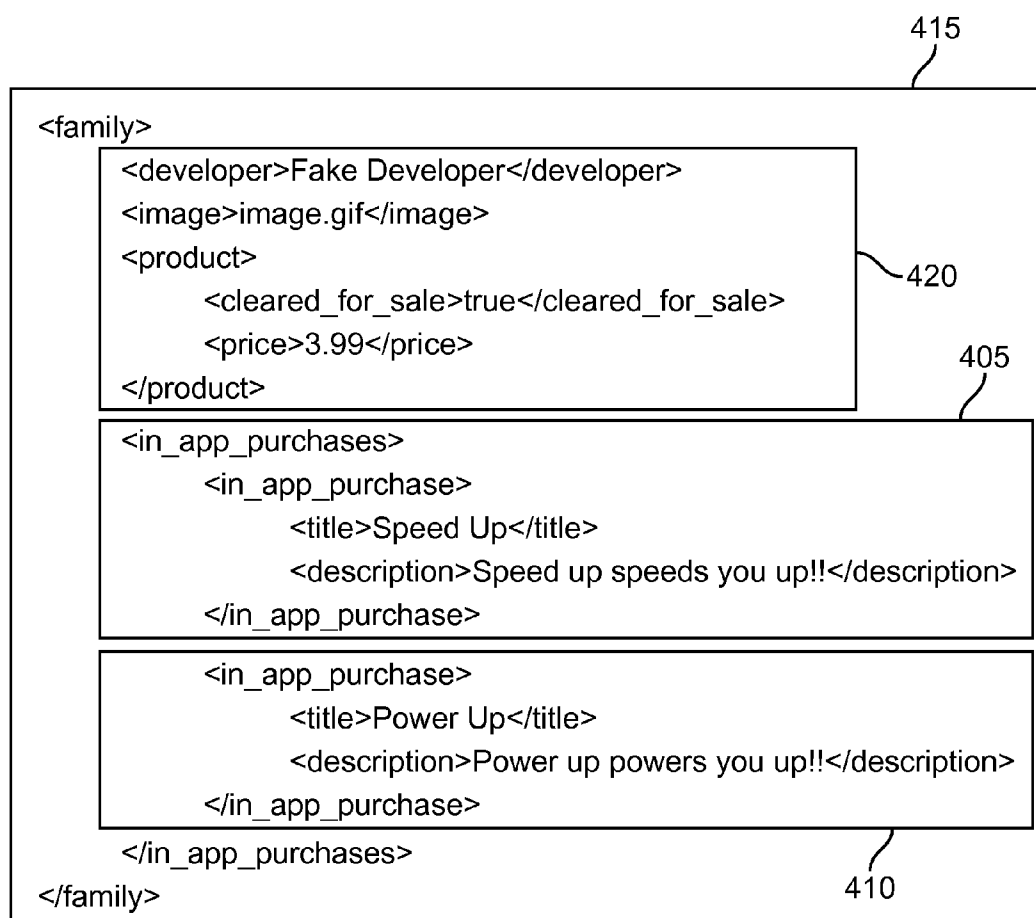 415
<family>
<developer>Fake Developer</developer>
<image>image.gif</image>
<product>
420
<cleared_for_sale>true</cleared_for_sale>
<price>3.99</price>
</product>
405
<in_app_purchases>
<in_app_purchase>
<title>Speed Up</title>
<description>Speed up speeds you up!!</description>
</in_app_purchase>
<in_app_purchase>
<title>Power Up</title>
<description>Power up powers you up!!</description>
</in_app_purchase>
</in_app_purchases>
410
</family>